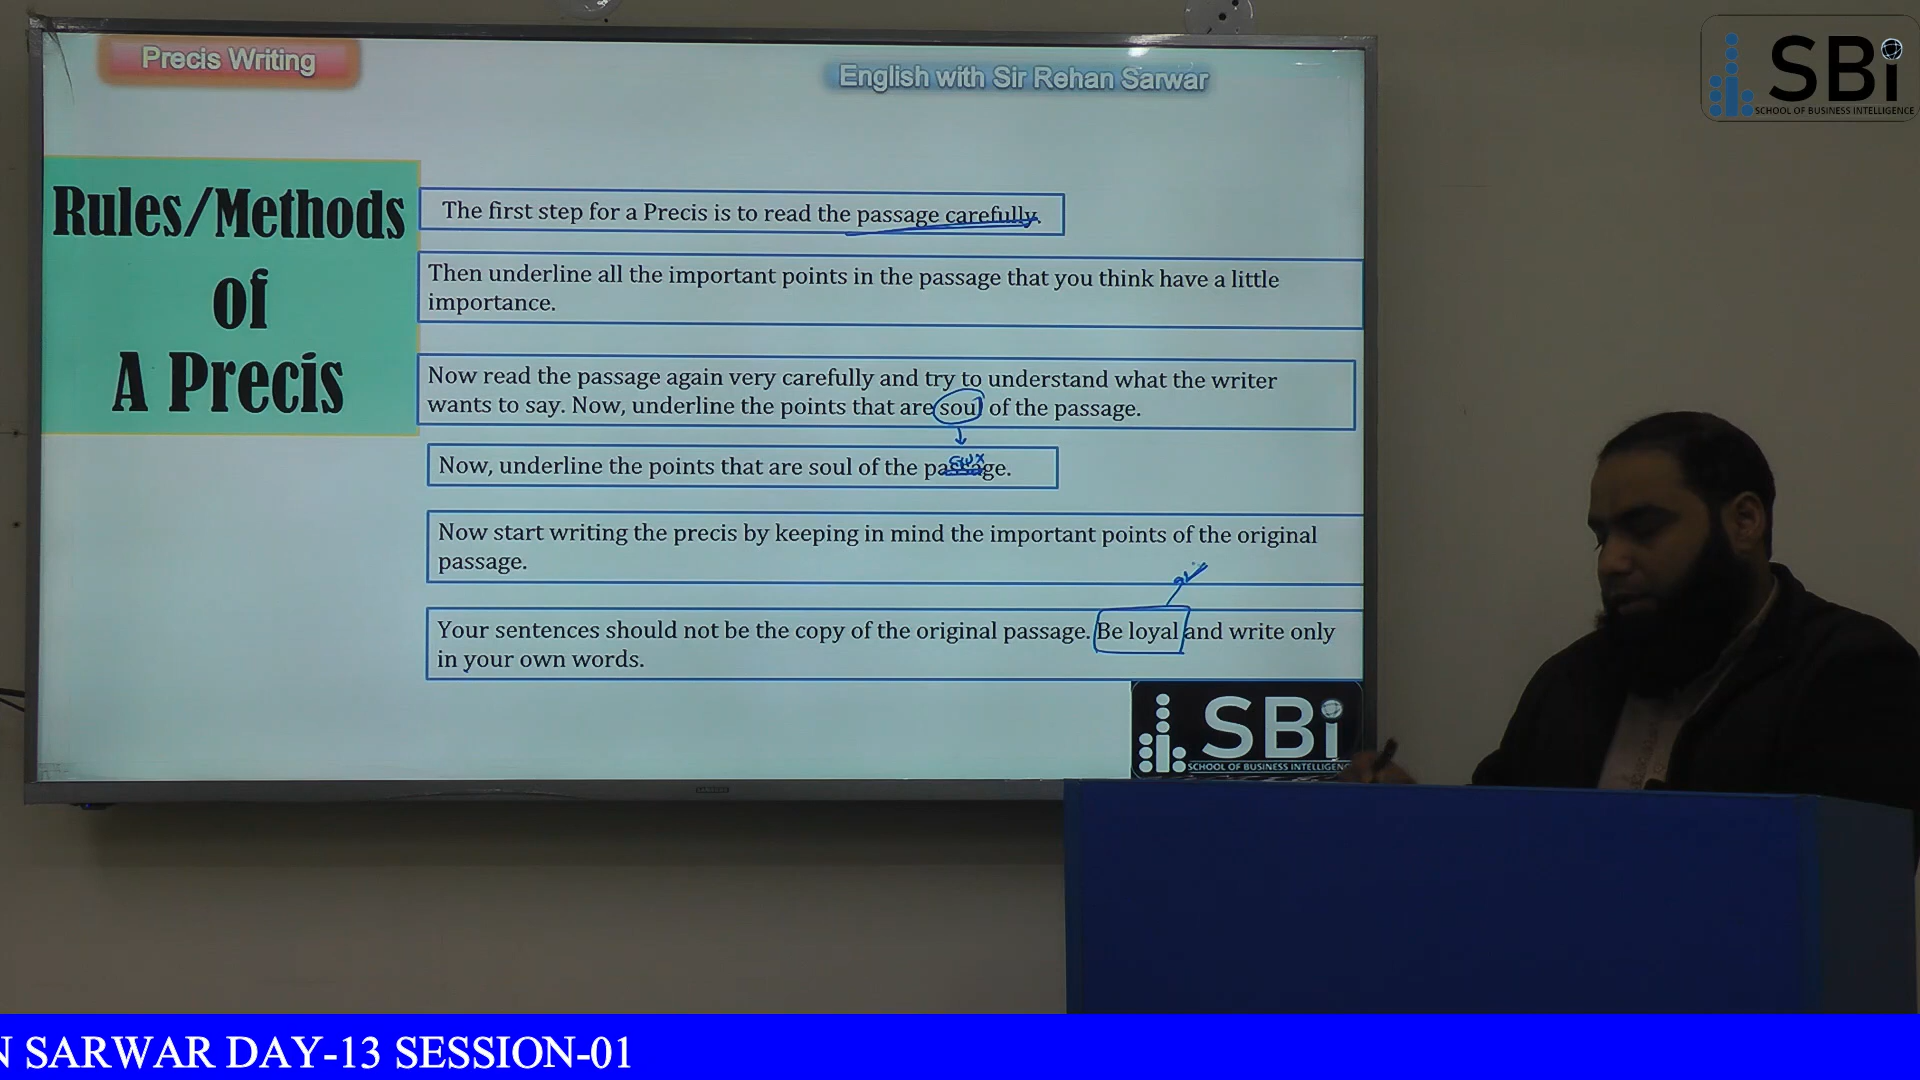 Precis Writing
English with Sir Rehan Sarwar
SBi
SCHOOL OF BUSINESS INTELLIGENCE
Rules/Methods
of
A Precis
The first step for a Precis is to read the passage carefully.
Then underline all the important points in the passage that you think have a little
importance.
Now read the passage again very carefully and try to understand what the writer
wants to say. Now, underline the points that are soul of the passage.
Now, underline the points that are soul of the passage.
Now start writing the precis by keeping in mind the important points of the original
passage.
Your sentences should not be the copy of the original passage. Be loyal and write only
in your own words.
SBi
SCHOOL OF BUSINESS INTELLIGENC
N SARWAR DAY-13 SESSION-01